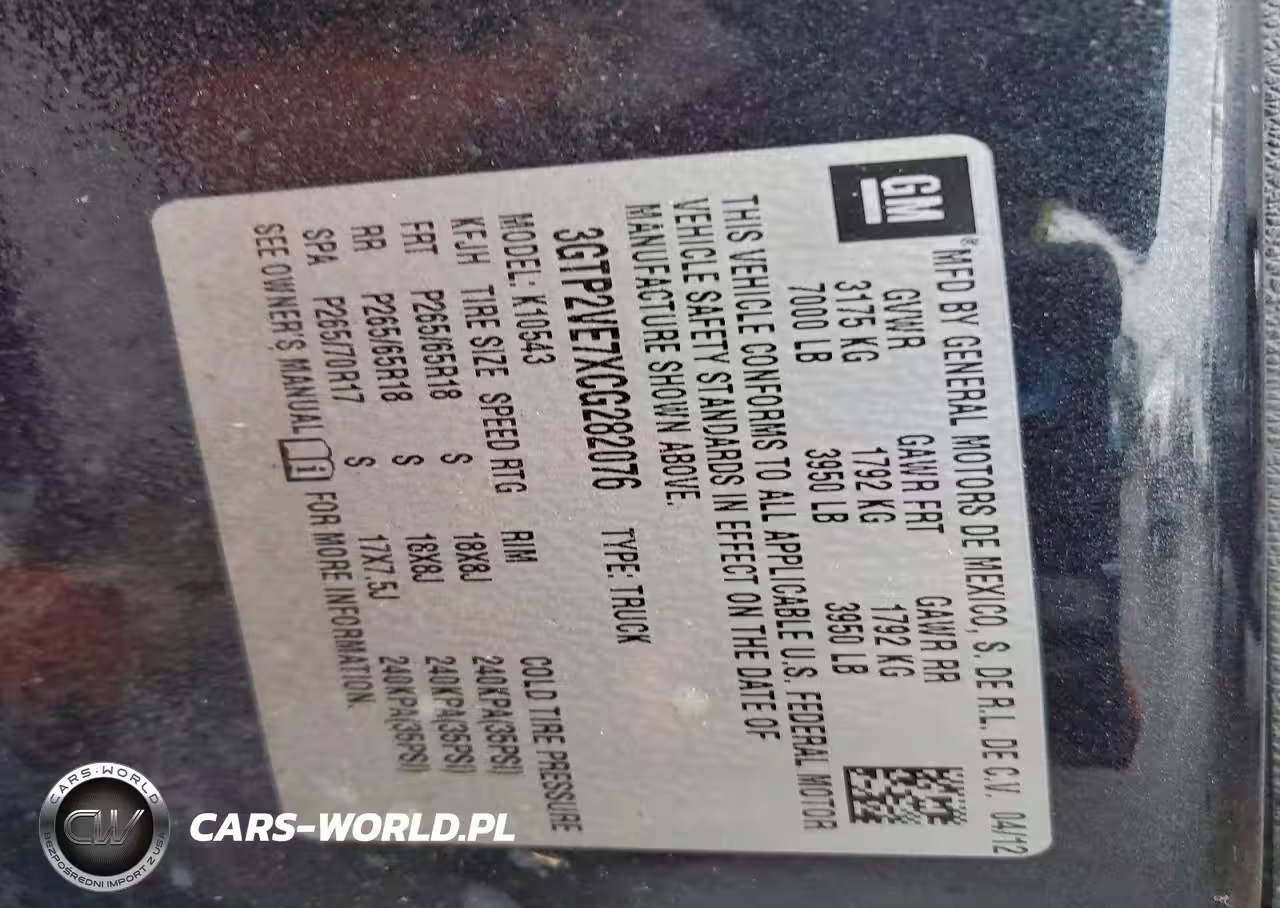 GM
®MFD BY GENERAL MOTORS DE MEXICO, S. DE R.L. DE C.V. 04/12
GVWR GAWR FRT GAWR RR
3175 KG 1792 KG 1792 KG
7000 LB 3950 LB 3950 LB
THIS VEHICLE CONFORMS TO ALL APPLICABLE U.S. FEDERAL MOTOR
VEHICLE SAFETY STANDARDS IN EFFECT ON THE DATE OF
MANUFACTURE SHOWN ABOVE.
3GTP2VE7XCG282076 TYPE: TRUCK
MODEL: K10543
KFJH TIRE SIZE SPEED RTG RIM COLD TIRE PRESSURE
FRT P265/65R18 S 18X8J 240KPA(35PSI)
RR P265/65R18 S 18X8J 240KPA(35PSI)
SPA P265/70R17 S 17X7.5J 240KPA(35PSI)
SEE OWNER'S MANUAL FOR MORE INFORMATION.
CARS-WORLD
CW
BEZPOŚREDNI IMPORT Z USA
CARS-WORLD.PL